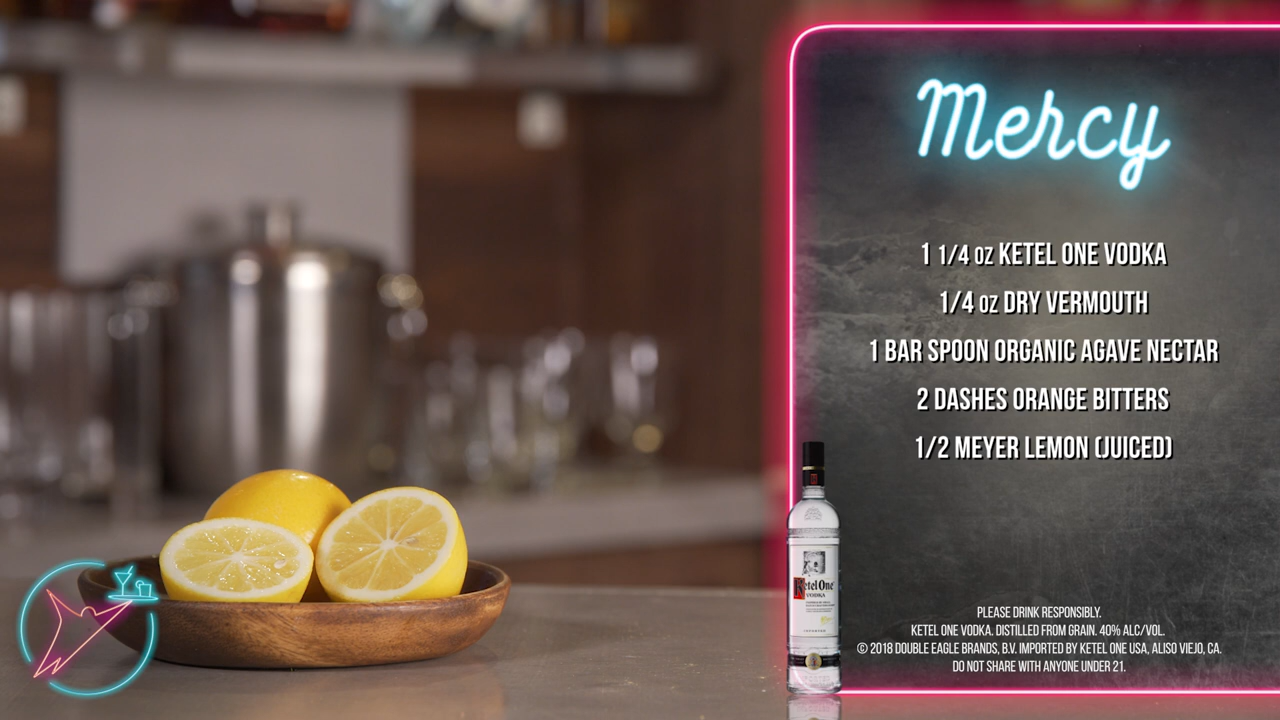 Mercy
1 1/4 OZ KETEL ONE VODKA
1/4 OZ DRY VERMOUTH
1 BAR SPOON ORGANIC AGAVE NECTAR
2 DASHES ORANGE BITTERS
1/2 MEYER LEMON (JUICED)
Ketel One
VODKA
IMPORTED
PLEASE DRINK RESPONSIBLY.
KETEL ONE VODKA. DISTILLED FROM GRAIN. 40% ALC/VOL.
© 2018 DOUBLE EAGLE BRANDS, B.V. IMPORTED BY KETEL ONE USA, ALISO VIEJO, CA.
DO NOT SHARE WITH ANYONE UNDER 21.